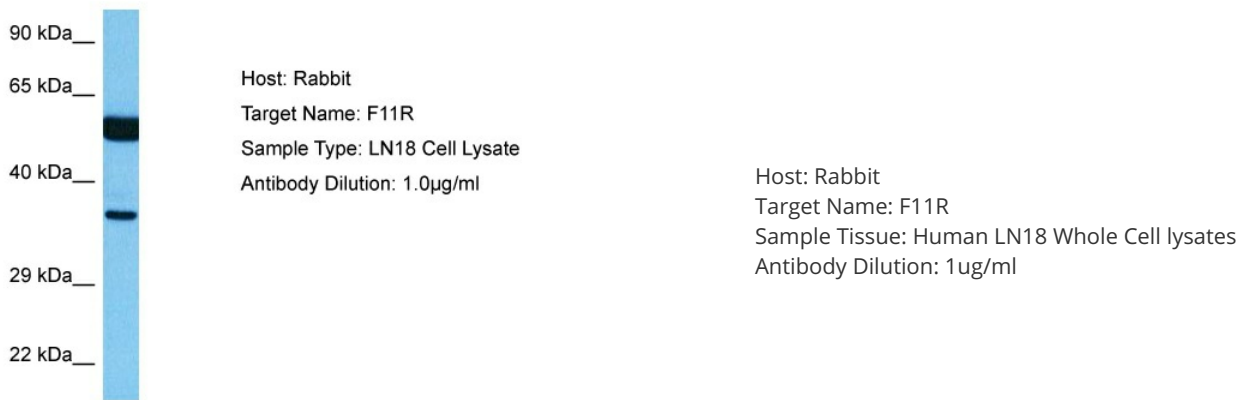 90 kDa__
65 kDa__
40 kDa__
29 kDa__
22 kDa__
Host: Rabbit
Target Name: F11R
Sample Type: LN18 Cell Lysate
Antibody Dilution: 1.0µg/ml
Host: Rabbit
Target Name: F11R
Sample Tissue: Human LN18 Whole Cell lysates
Antibody Dilution: 1ug/ml